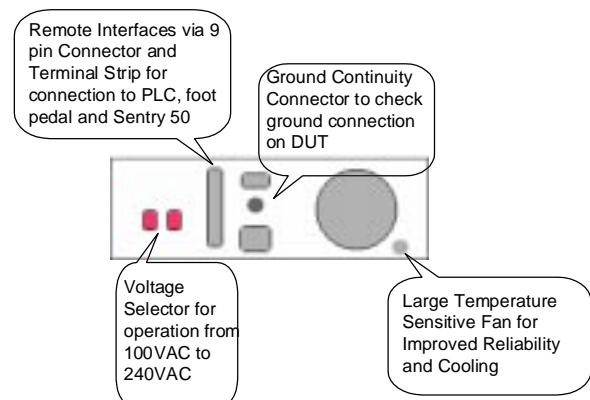 Remote Interfaces via 9
pin Connector and
Terminal Strip for
connection to PLC, foot
pedal and Sentry 50
Ground Continuity
Connector to check
ground connection
on DUT
Voltage
Selector for
operation from
100VAC to
240VAC
Large Temperature
Sensitive Fan for
Improved Reliability
and Cooling